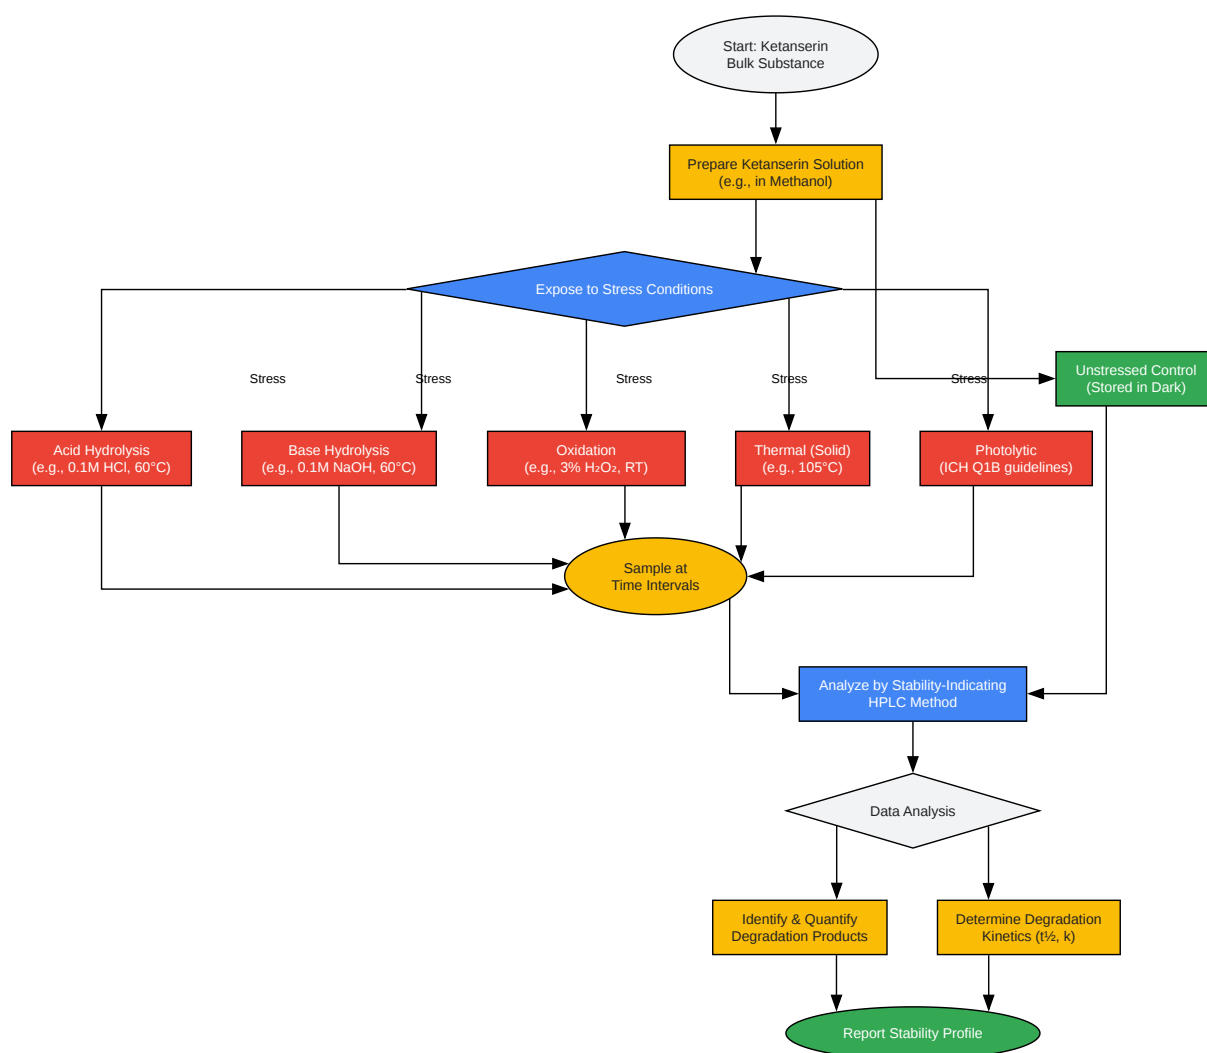 Start: Ketanserin
Bulk Substance
Prepare Ketanserin Solution
(e.g., in Methanol)
Expose to Stress Conditions
Stress
Stress
Stress
Stress
Stress
Unstressed Control
(Stored in Dark)
Acid Hydrolysis
(e.g., 0.1M HCl, 60°C)
Base Hydrolysis
(e.g., 0.1M NaOH, 60°C)
Oxidation
(e.g., 3% H₂O₂, RT)
Thermal (Solid)
(e.g., 105°C)
Photolytic
(ICH Q1B guidelines)
Sample at
Time Intervals
Analyze by Stability-Indicating
HPLC Method
Data Analysis
Identify & Quantify
Degradation Products
Determine Degradation
Kinetics (t½, k)
Report Stability Profile